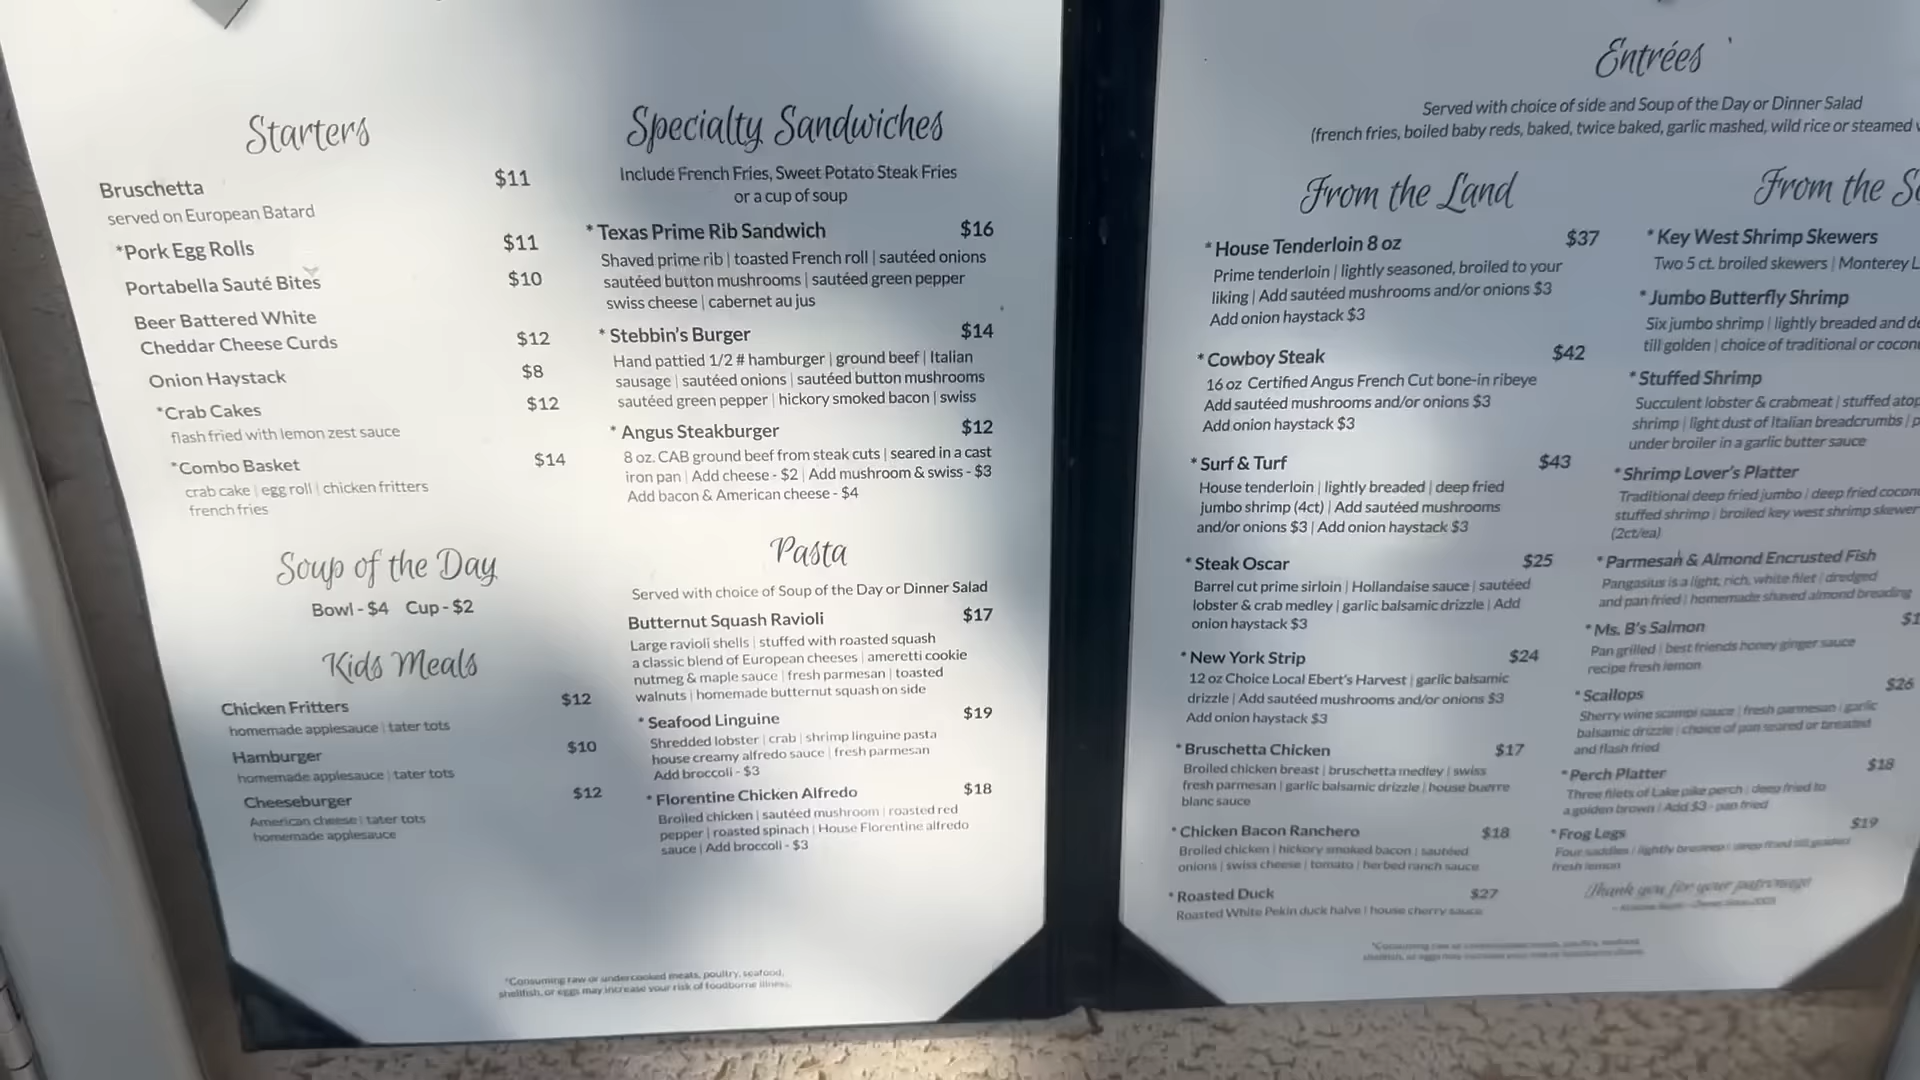 Starters
Bruschetta $11
served on European Batard
*Pork Egg Rolls $11
Portabella Sauté Bites $10
Beer Battered White
Cheddar Cheese Curds $12
Onion Haystack $8
*Crab Cakes $12
flash fried with lemon zest sauce
*Combo Basket $14
crab cake | egg roll | chicken fritters
french fries
Soup of the Day
Bowl - $4 Cup - $2
Kids Meals
Chicken Fritters $12
homemade applesauce | tater tots
Hamburger $10
homemade applesauce | tater tots
Cheeseburger $12
American cheese | tater tots
homemade applesauce
Specialty Sandwiches
Include French Fries, Sweet Potato Steak Fries
or a cup of soup
* Texas Prime Rib Sandwich $16
Shaved prime rib | toasted French roll | sautéed onions
sautéed button mushrooms | sautéed green pepper
swiss cheese | cabernet au jus
* Stebbin's Burger $14
Hand pattied 1/2 # hamburger | ground beef | Italian
sausage | sautéed onions | sautéed button mushrooms
sautéed green pepper | hickory smoked bacon | swiss
* Angus Steakburger $12
8 oz. CAB ground beef from steak cuts | seared in a cast
iron pan | Add cheese - $2 | Add mushroom & swiss - $3
Add bacon & American cheese - $4
Pasta
Served with choice of Soup of the Day or Dinner Salad
Butternut Squash Ravioli $17
Large ravioli shells | stuffed with roasted squash
a classic blend of European cheeses | ameretti cookie
nutmeg & maple sauce | fresh parmesan | toasted
walnuts | homemade butternut squash on side
* Seafood Linguine $19
Shredded lobster | crab | shrimp linguine pasta
house creamy alfredo sauce | fresh parmesan
Add broccoli - $3
* Florentine Chicken Alfredo $18
Broiled chicken | sautéed mushroom | roasted red
pepper | roasted spinach | House Florentine alfredo
sauce | Add broccoli - $3
*Consuming raw or undercooked meats, poultry, seafood,
shellfish, or eggs may increase your risk of foodborne illness.
Entrées
Served with choice of side and Soup of the Day or Dinner Salad
(french fries, boiled baby reds, baked, twice baked, garlic mashed, wild rice or steamed
From the Land
* House Tenderloin 8 oz $37
Prime tenderloin | lightly seasoned, broiled to your
liking | Add sautéed mushrooms and/or onions $3
Add onion haystack $3
* Cowboy Steak $42
16 oz Certified Angus French Cut bone-in ribeye
Add sautéed mushrooms and/or onions $3
Add onion haystack $3
* Surf & Turf $43
House tenderloin | lightly breaded | deep fried
jumbo shrimp (4ct) | Add sautéed mushrooms
and/or onions $3 | Add onion haystack $3
* Steak Oscar $25
Barrel cut prime sirloin | Hollandaise sauce | sautéed
lobster & crab medley | garlic balsamic drizzle | Add
onion haystack $3
* New York Strip $24
12 oz Choice Local Ebert's Harvest | garlic balsamic
drizzle | Add sautéed mushrooms and/or onions $3
Add onion haystack $3
* Bruschetta Chicken $17
Broiled chicken breast | bruschetta medley | swiss
fresh parmesan | garlic balsamic drizzle | house buerre
blanc sauce
* Chicken Bacon Ranchero $18
Broiled chicken | hickory smoked bacon | sautéed
onions | swiss cheese | tomato | herbed ranch sauce
* Roasted Duck $27
Roasted White Pekin duck halve | house cherry sauce
From the
* Key West Shrimp Skewers
Two 5 ct. broiled skewers | Monterey
* Jumbo Butterfly Shrimp
Six jumbo shrimp | lightly breaded and
till golden | choice of traditional or
* Stuffed Shrimp
Succulent lobster & crabmeat | stuffed atop
shrimp | light dust of Italian breadcrumbs |
under broiler in a garlic butter sauce
* Shrimp Lover's Platter
Traditional deep fried jumbo | deep fried
stuffed shrimp | broiled key west shrimp skewer
(2ct/ea)
* Parmesan & Almond Encrusted Fish
Pangasius is a light, rich, white filet | dredged
and pan fried | homemade shaved almond breading
* Ms. B's Salmon
Pan grilled | best friends honey ginger sauce
recipe fresh lemon
* Scallops $26
Sherry wine scampi sauce | fresh parmesan | garlic
balsamic drizzle | choice of pan seared or breaded
and flash fried
* Perch Platter $18
Three filets of Lake pike perch | deep fried to
a golden brown | Add $3 - pan fried
* Frog Legs $19
Four saddles | lightly | deep fried till golden
fresh lemon
Thank you for your patronage